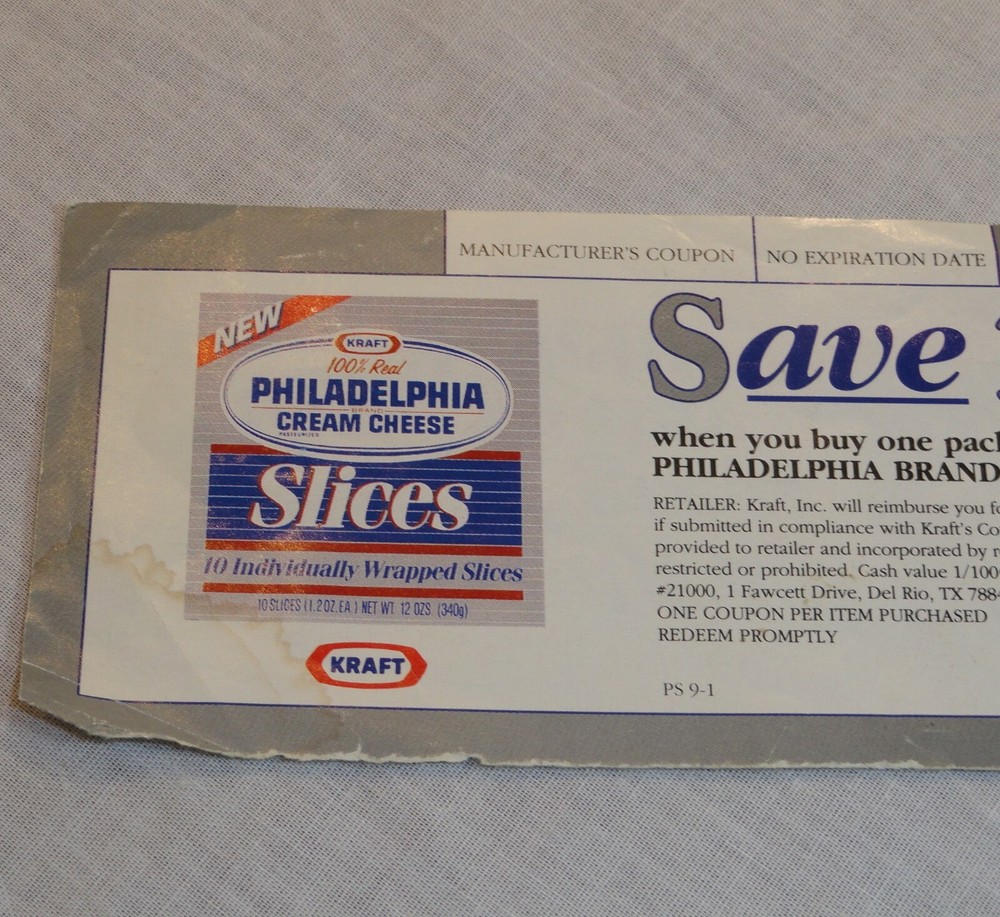 MANUFACTURER'S COUPON
NO EXPIRATION DATE
NEW
KRAFT
100% Real
PHILADELPHIA
BRAND
CREAM CHEESE
PASTEURIZED
Slices
10 Individually Wrapped Slices
10 SLICES (1.2 OZ. EA.) NET WT. 12 OZS. (340g)
KRAFT
Save
when you buy one pac
PHILADELPHIA BRAND
RETAILER: Kraft, Inc. will reimburse you fo
if submitted in compliance with Kraft's Co
provided to retailer and incorporated by r
restricted or prohibited. Cash value 1/100
#21000, 1 Fawcett Drive, Del Rio, TX 788
ONE COUPON PER ITEM PURCHASED
REDEEM PROMPTLY
PS 9-1